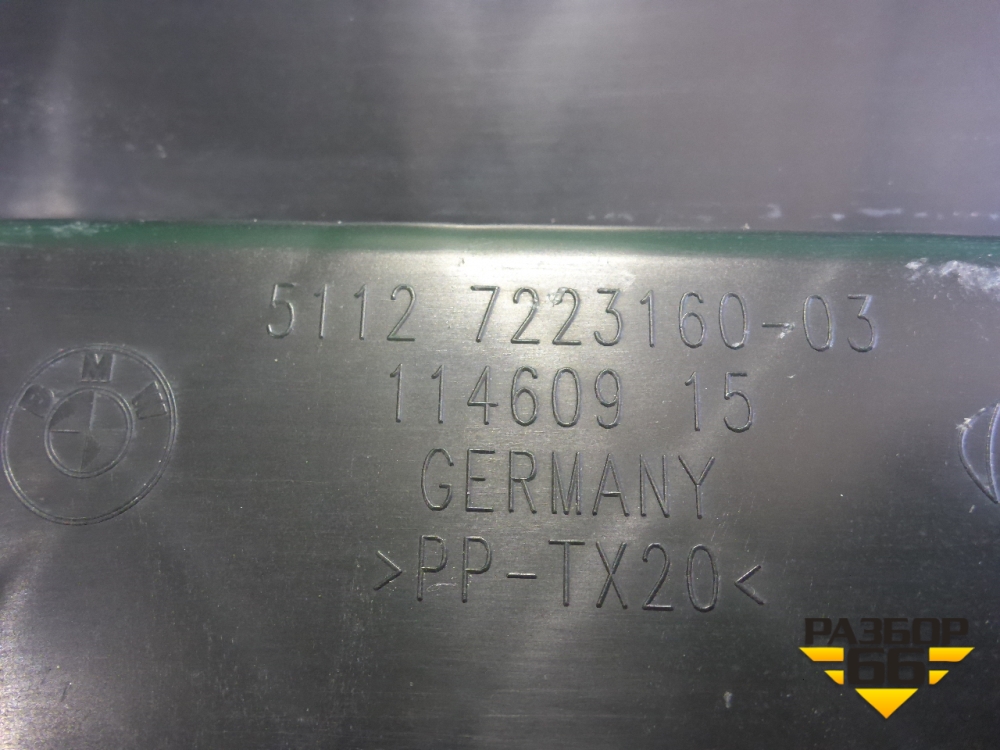 5112 7223160-03
114609 15
BMW
GERMANY
>PP-TX20<
РАЗБОР
66